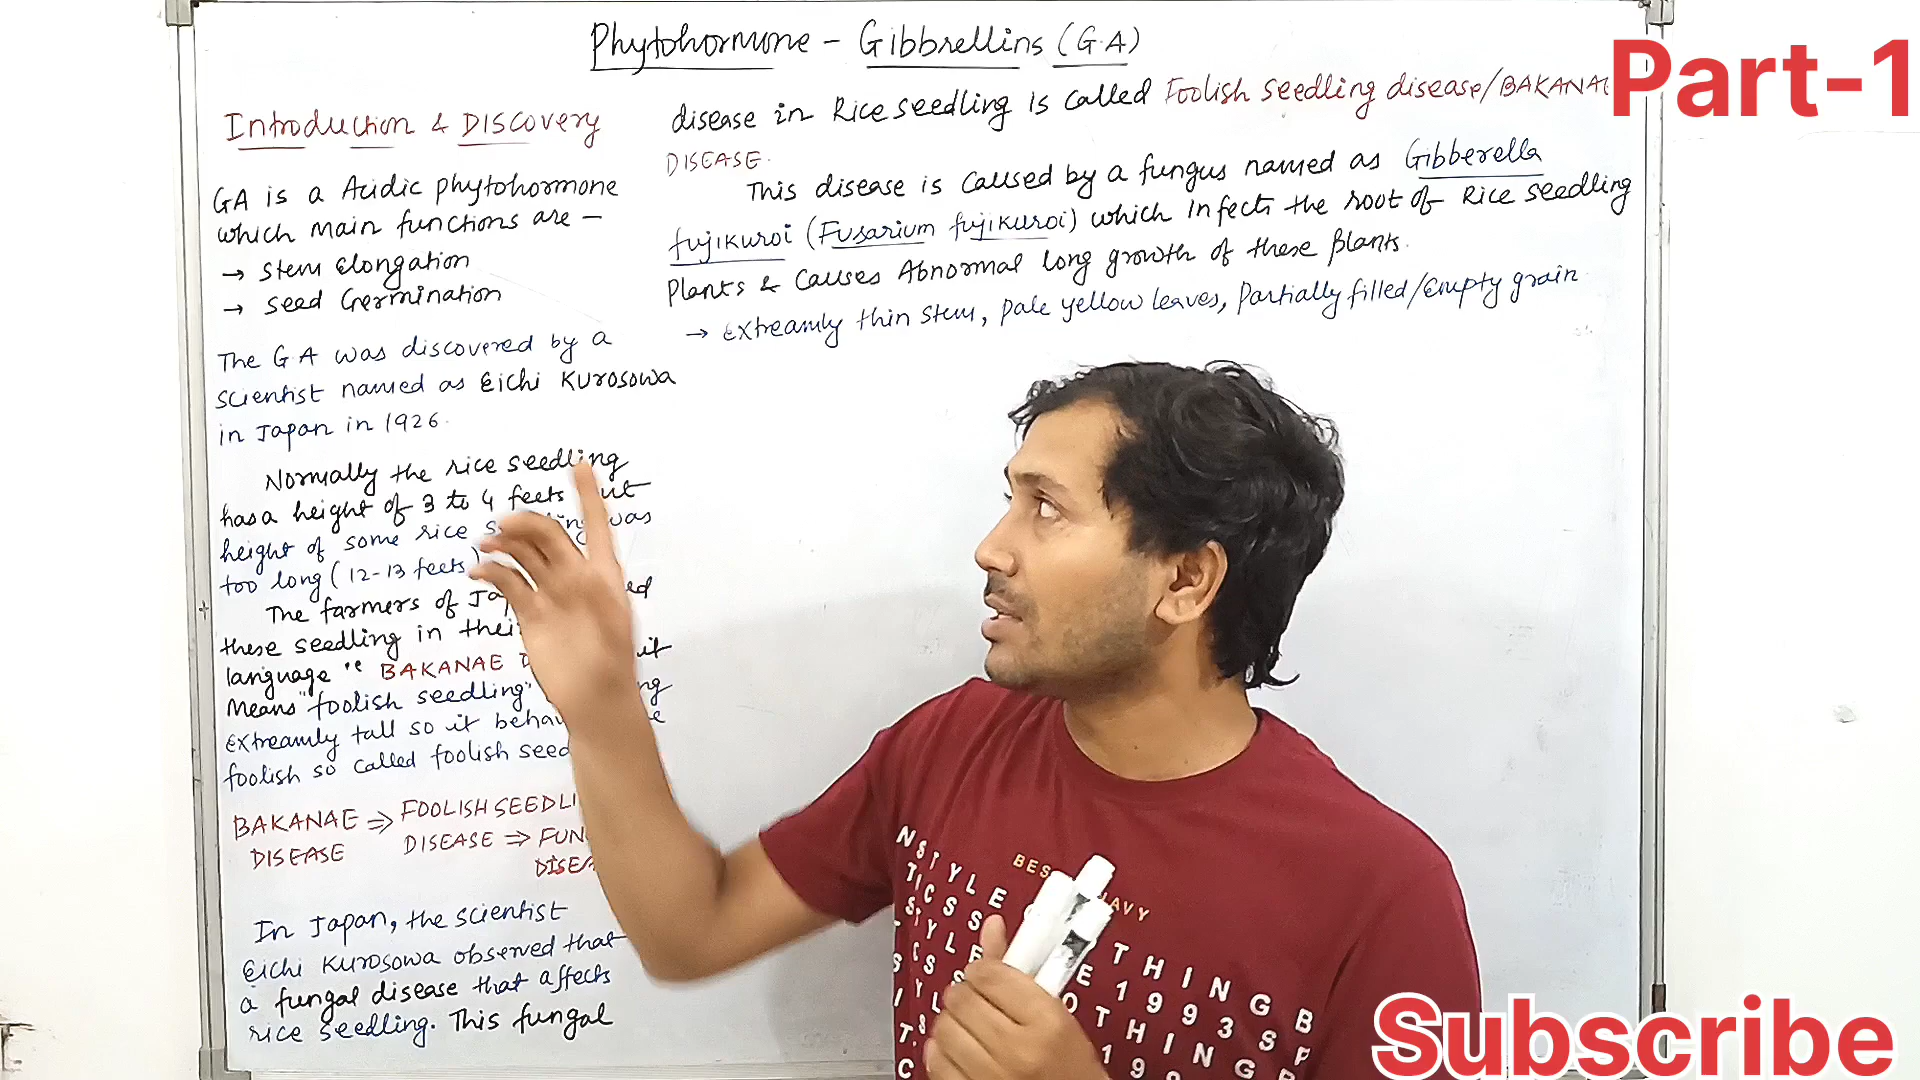 Phytohormone - Gibbrellins (G.A)
Part-1
Introduction & DISCOVERY
GA is a Acidic phytohormone
which main functions are -
→ Stem Elongation
→ Seed Germination
The G.A was discovered by a
scientist named as Eichi Kurosowa
in Japan in 1926.
Normally the rice seedling
has a height of 3 to 4 feets
height of some rice was
too long (12-13 feets)
The farmers of
these seedling in
language " BAKANAE
Means "foolish seedling"
extreamly tall so it
foolish so called foolish
BAKANAE ⇒ FOOLISH
DISEASE DISEASE ⇒
In Japan, the scientist
Eichi Kurosowa observed that
a fungal disease that affects
rice seedling. This fungal
disease in Rice seedling is called Foolish seedling disease/BAKANAE
DISEASE.
This disease is caused by a fungus named as Gibberella
fujikuroi (Fusarium fujikuroi) which Infects the root of Rice seedling
Plants & Causes Abnormal long growth of these Plants.
→ Extreamly thin stem, pale yellow leaves, Partially filled/empty grain
Subscribe